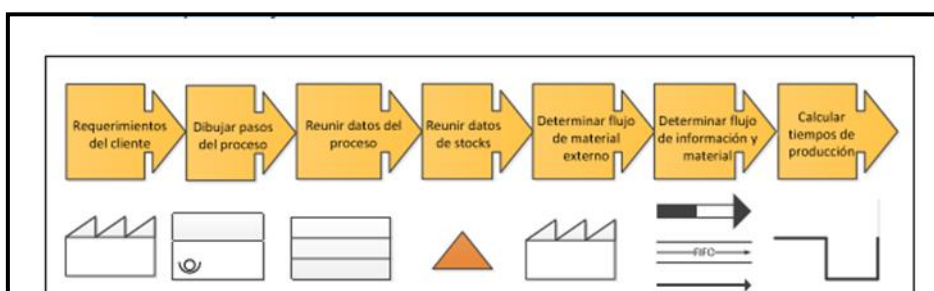 Requerimientos
del cliente
Dibujar pasos
del proceso
Reunir datos del
proceso
Reunir datos
de stocks
Determinar flujo
de material
externo
Determinar flujo
de información y
material
Calcular
tiempos de
producción
FIFO